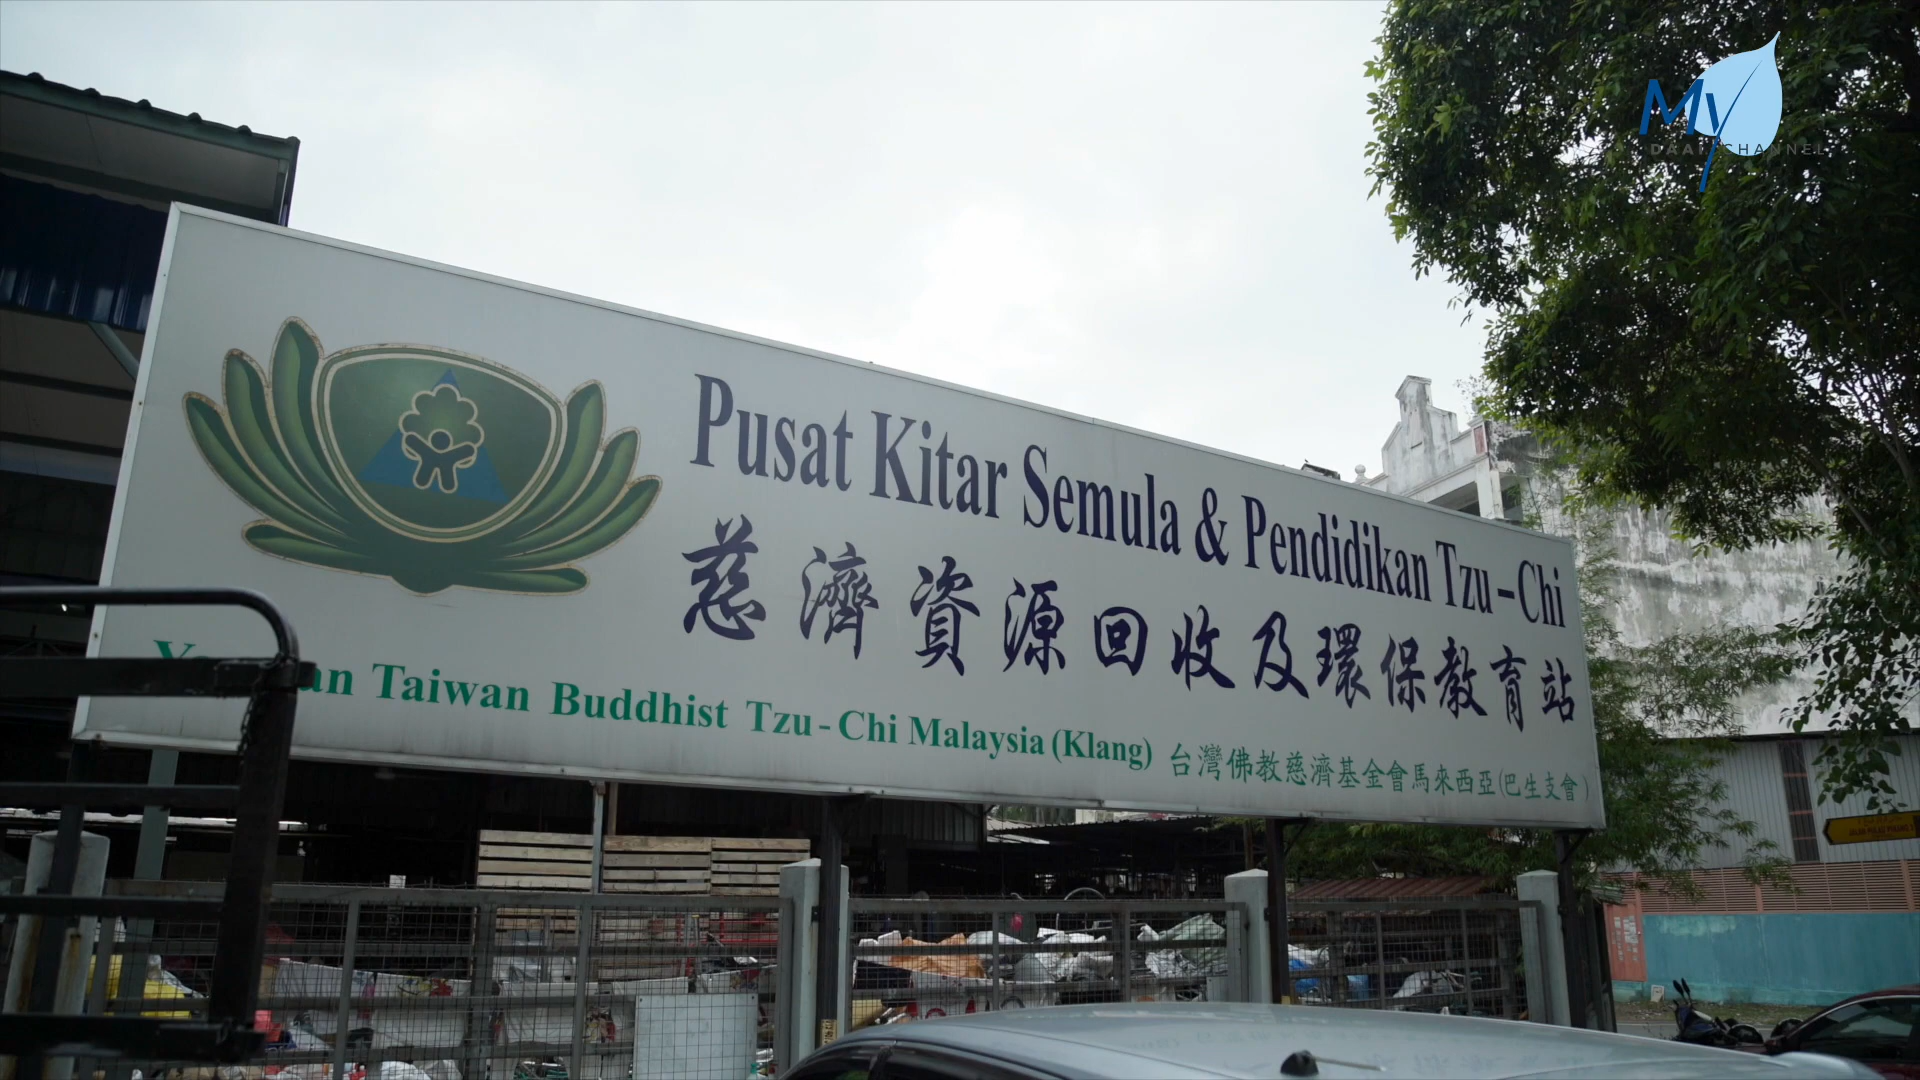 My
DAAI CHANNEL
Pusat Kitar Semula & Pendidikan Tzu-Chi
慈濟資源回收及環保教育站
Taiwan Buddhist Tzu-Chi Malaysia (Klang) 台灣佛教慈濟基金會馬來西亞(巴生支會)